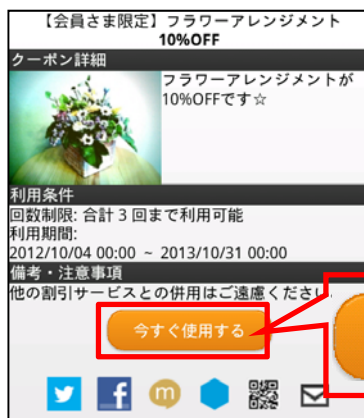 【会員さま限定】フラワーアレンジメント
10%OFF
クーポン詳細
フラワーアレンジメントが
10%OFFです☆
利用条件
回数制限: 合計 3 回まで利用可能
利用期間:
2012/10/04 00:00 ~ 2013/10/31 00:00
備考・注意事項
他の割引サービスとの併用はご遠慮ください
今すぐ使用する